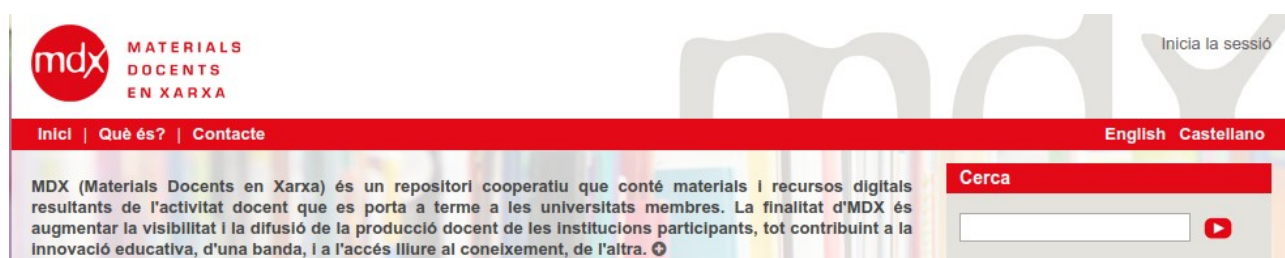 mdx
MATERIALS
DOCENTS
EN XARXA
mdx
Inicia la sessió
Inici | Què és? | Contacte
English Castellano
MDX (Materials Docents en Xarxa) és un repositori cooperatiu que conté materials i recursos digitals
resultants de l'activitat docent que es porta a terme a les universitats membres. La finalitat d'MDX és
augmentar la visibilitat i la difusió de la producció docent de les institucions participants, tot contribuint a la
innovació educativa, d'una banda, i a l'accés lliure al coneixement, de l'altra.
Cerca